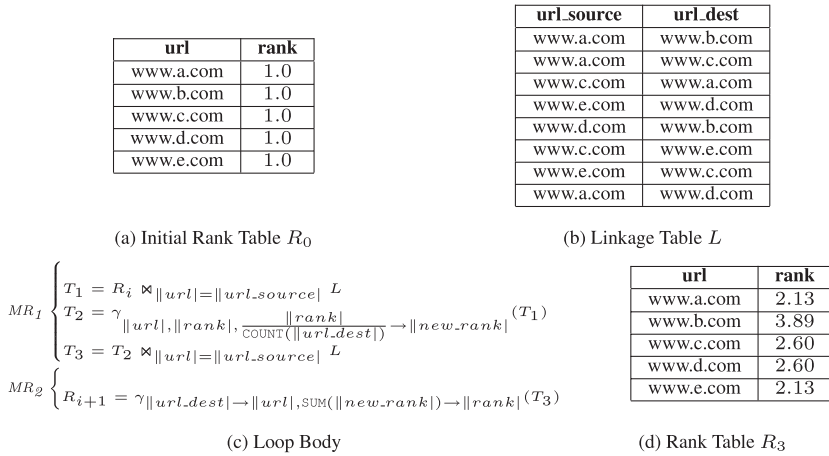 url rank
www.a.com 1.0
www.b.com 1.0
www.c.com 1.0
www.d.com 1.0
www.e.com 1.0
(a) Initial Rank Table R₀
url_source url_dest
www.a.com www.b.com
www.a.com www.c.com
www.c.com www.a.com
www.e.com www.d.com
www.d.com www.b.com
www.c.com www.e.com
www.e.com www.c.com
www.a.com www.d.com
(b) Linkage Table L
MR₁
T₁ = Rᵢ ⋈‖url|=‖url_source| L
T₂ = γ‖url|,‖rank|,‖rank|/COUNT(‖url_dest|)→‖new_rank|(T₁)
T₃ = T₂ ⋈‖url|=‖url_source| L
MR₂
Rᵢ₊₁ = γ‖url_dest|→‖url|,SUM(‖new_rank|)→‖rank|(T₃)
(c) Loop Body
url rank
www.a.com 2.13
www.b.com 3.89
www.c.com 2.60
www.d.com 2.60
www.e.com 2.13
(d) Rank Table R₃